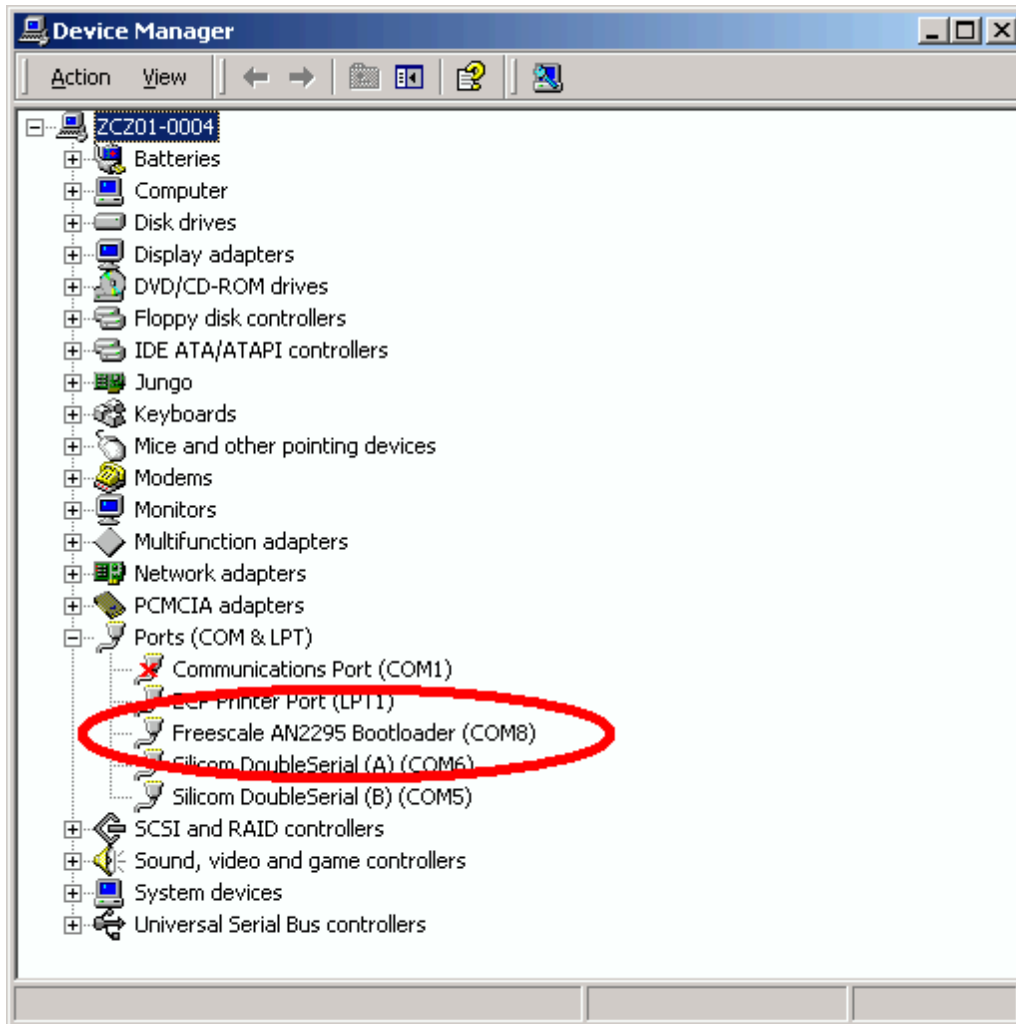 Device Manager
Action View
ZCZ01-0004
Batteries
Computer
Disk drives
Display adapters
DVD/CD-ROM drives
Floppy disk controllers
IDE ATA/ATAPI controllers
Jungo
Keyboards
Mice and other pointing devices
Modems
Monitors
Multifunction adapters
Network adapters
PCMCIA adapters
Ports (COM & LPT)
Communications Port (COM1)
ECP Printer Port (LPT1)
Freescale AN2295 Bootloader (COM8)
Silicom DoubleSerial (A) (COM6)
Silicom DoubleSerial (B) (COM5)
SCSI and RAID controllers
Sound, video and game controllers
System devices
Universal Serial Bus controllers